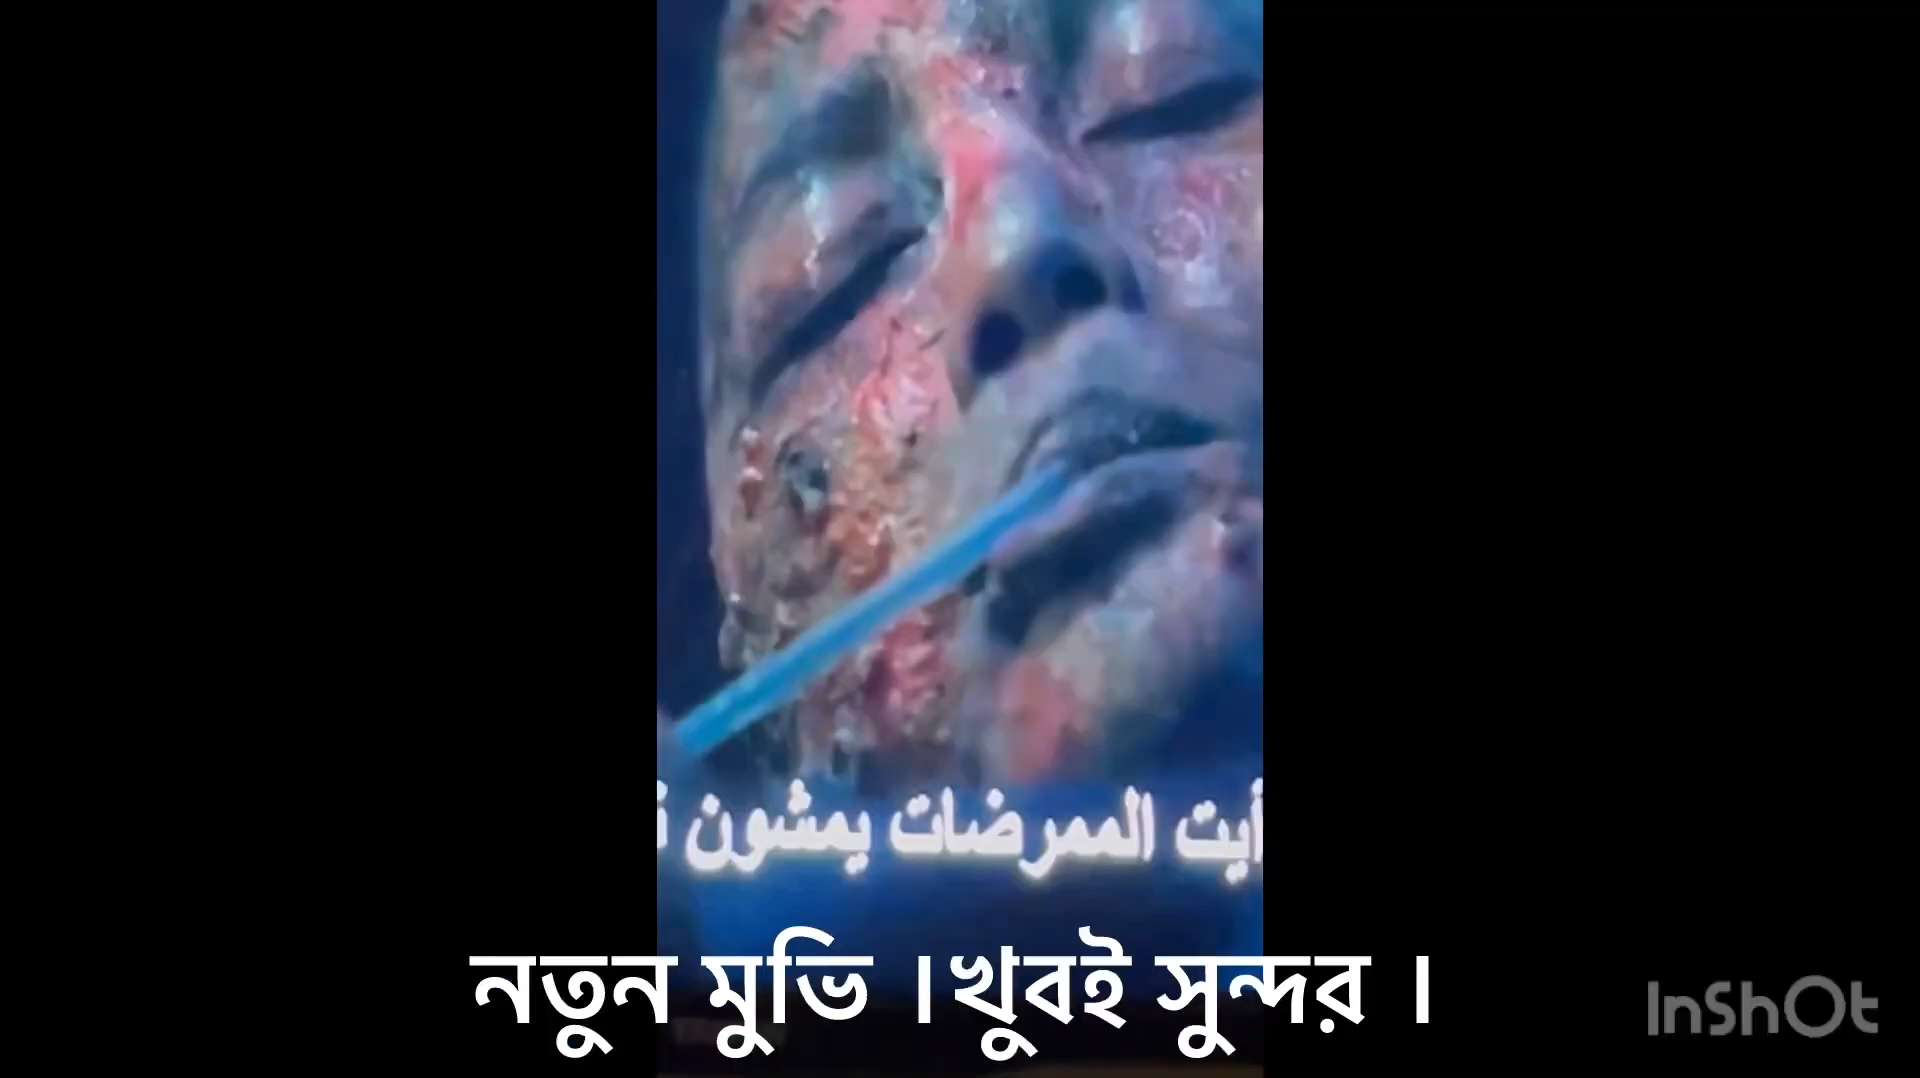 أيت الممرضات يمشون
নতুন মুভি ।খুবই সুন্দর ।
InShOt